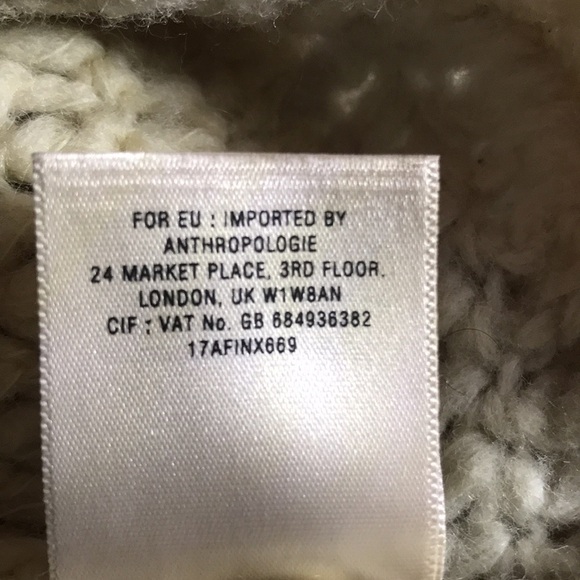 FOR EU : IMPORTED BY
ANTHROPOLOGIE
24 MARKET PLACE, 3RD FLOOR,
LONDON, UK W1W8AN
CIF : VAT No. GB 684936382
17AFINX669